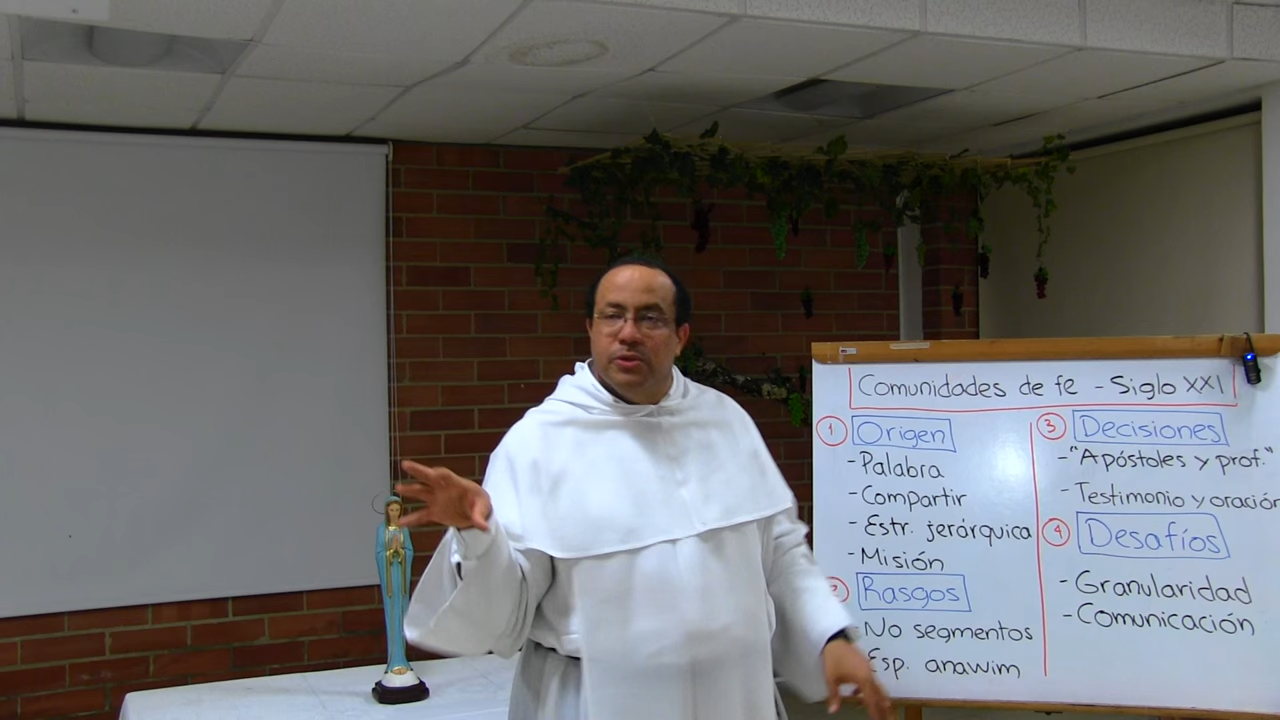 Comunidades de fe - Siglo XXI
1 Origen
- Palabra
- Compartir
- Estr. jerárquica
- Misión
2 Rasgos
- No segmentos
Esp. anawim
3 Decisiones
- "Apóstoles y prof."
- Testimonio y oración
4 Desafíos
- Granularidad
- Comunicación